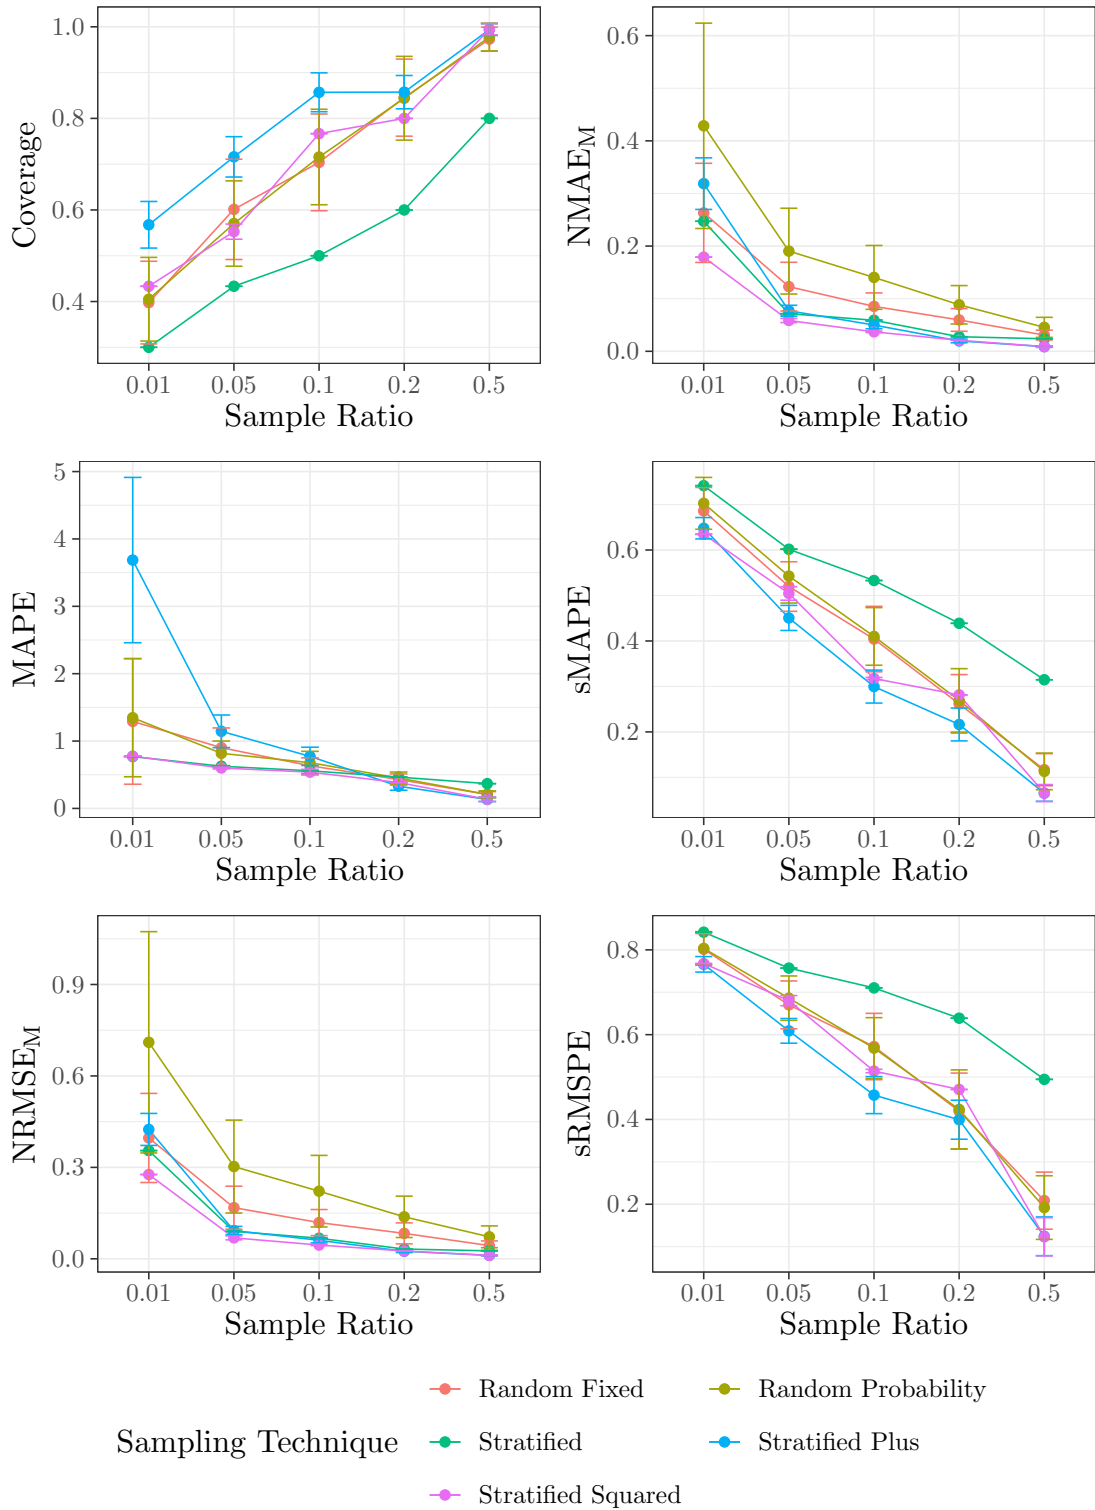 Coverage
1.0
0.8
0.6
0.4
0.01 0.05 0.1 0.2 0.5
Sample Ratio
NMAE_M
0.6
0.4
0.2
0.0
0.01 0.05 0.1 0.2 0.5
Sample Ratio
MAPE
5
4
3
2
1
0
0.01 0.05 0.1 0.2 0.5
Sample Ratio
sMAPE
0.6
0.4
0.2
0.01 0.05 0.1 0.2 0.5
Sample Ratio
NRMSE_M
0.9
0.6
0.3
0.0
0.01 0.05 0.1 0.2 0.5
Sample Ratio
sRMSPE
0.8
0.6
0.4
0.2
0.01 0.05 0.1 0.2 0.5
Sample Ratio
Sampling Technique
Random Fixed
Random Probability
Stratified
Stratified Plus
Stratified Squared